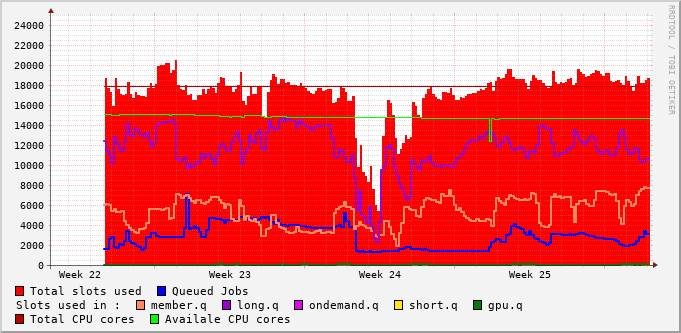 RRDTOOL / TOBI OETIKER
24000
22000
20000
18000
16000
14000
12000
10000
8000
6000
4000
2000
0
Week 22 Week 23 Week 24 Week 25
Total slots used Queued Jobs
Slots used in : member.q long.q ondemand.q short.q gpu.q
Total CPU cores Availale CPU cores